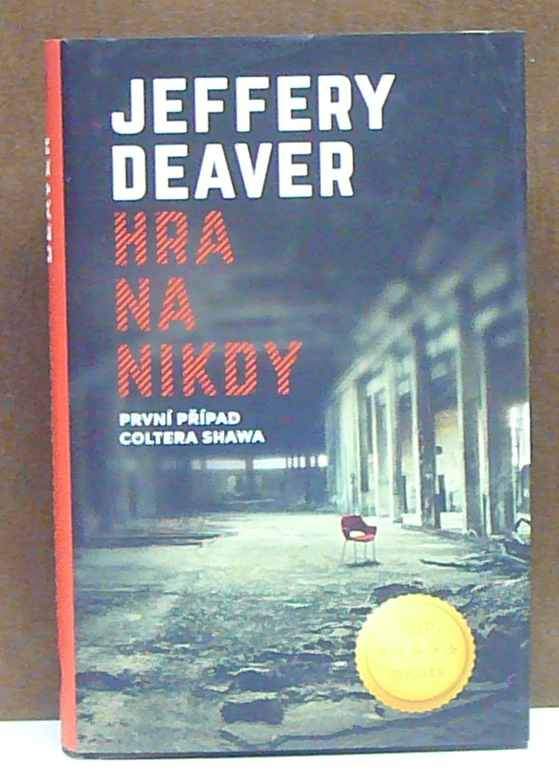 JEFFERY
DEAVER
HRA
NA
NIKDY
PRVNÍ PŘÍPAD
COLTERA SHAWA